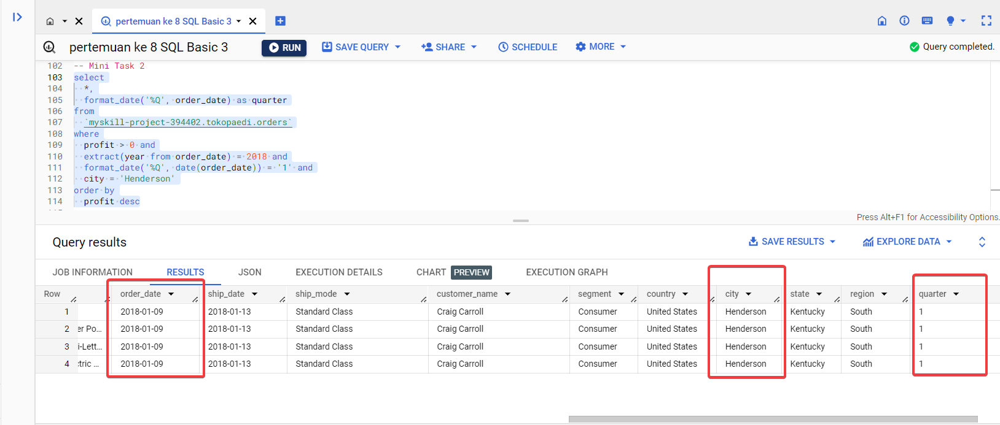 pertemuan ke 8 SQL Basic 3
pertemuan ke 8 SQL Basic 3 RUN SAVE QUERY SHARE SCHEDULE MORE Query completed.
102 -- Mini Task 2
103 select
104 *,
105 format_date('%Q', order_date) as quarter
106 from
107 `myskill-project-394402.tokopaedi.orders`
108 where
109 profit > 0 and
110 extract(year from order_date) = 2018 and
111 format_date('%Q', date(order_date)) = '1' and
112 city = 'Henderson'
113 order by
114 profit desc
Press Alt+F1 for Accessibility Options.
Query results SAVE RESULTS EXPLORE DATA
JOB INFORMATION RESULTS JSON EXECUTION DETAILS CHART PREVIEW EXECUTION GRAPH
Row order_date ship_date ship_mode customer_name segment country city state region quarter
1 2018-01-09 2018-01-13 Standard Class Craig Carroll Consumer United States Henderson Kentucky South 1
2 er Po... 2018-01-09 2018-01-13 Standard Class Craig Carroll Consumer United States Henderson Kentucky South 1
3 i-Lett... 2018-01-09 2018-01-13 Standard Class Craig Carroll Consumer United States Henderson Kentucky South 1
4 ctric ... 2018-01-09 2018-01-13 Standard Class Craig Carroll Consumer United States Henderson Kentucky South 1